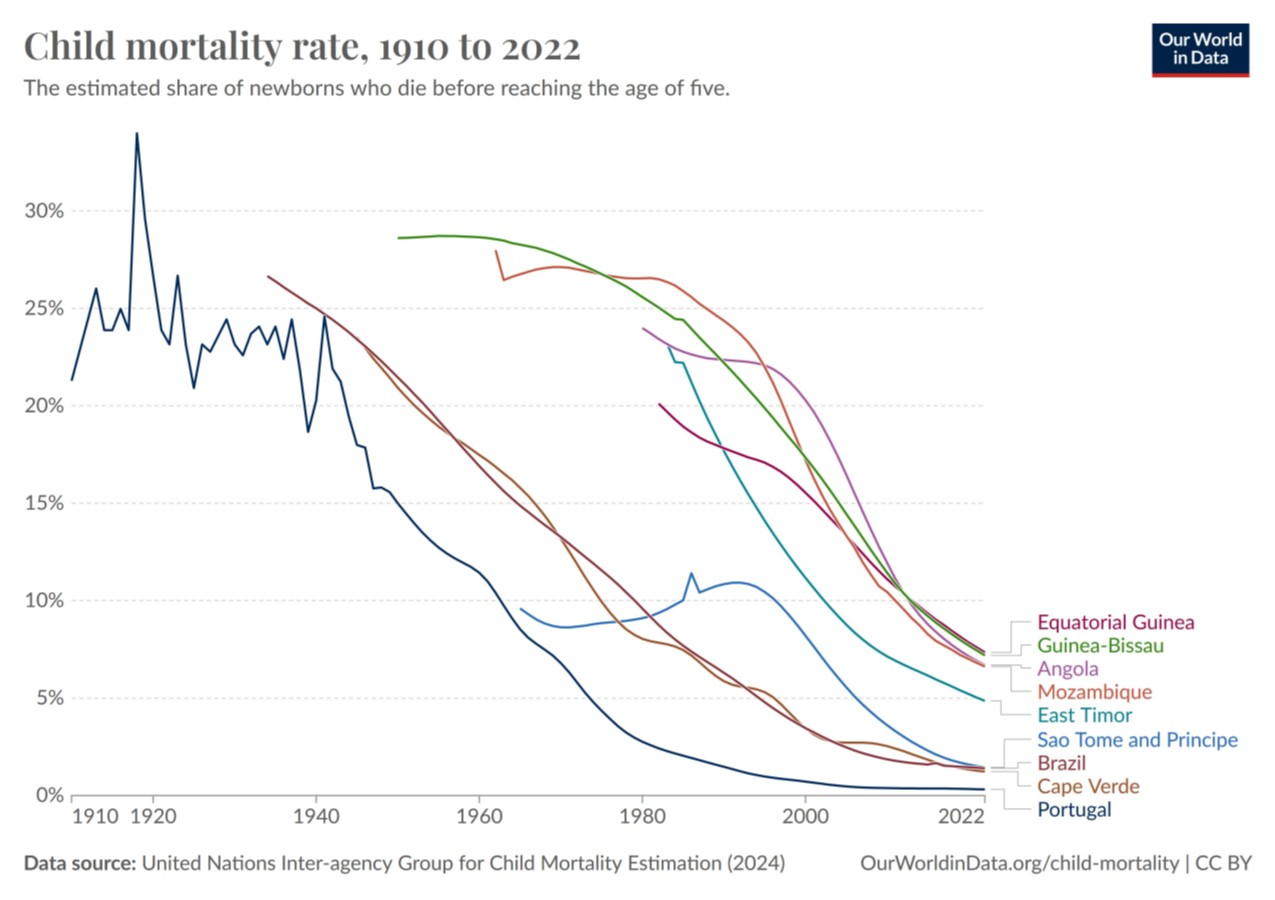 Child mortality rate, 1910 to 2022
Our World
in Data
The estimated share of newborns who die before reaching the age of five.
30%
25%
20%
15%
10%
5%
0%
1910 1920 1940 1960 1980 2000 2022
Equatorial Guinea
Guinea-Bissau
Angola
Mozambique
East Timor
Sao Tome and Principe
Brazil
Cape Verde
Portugal
Data source: United Nations Inter-agency Group for Child Mortality Estimation (2024)
OurWorldinData.org/child-mortality | CC BY